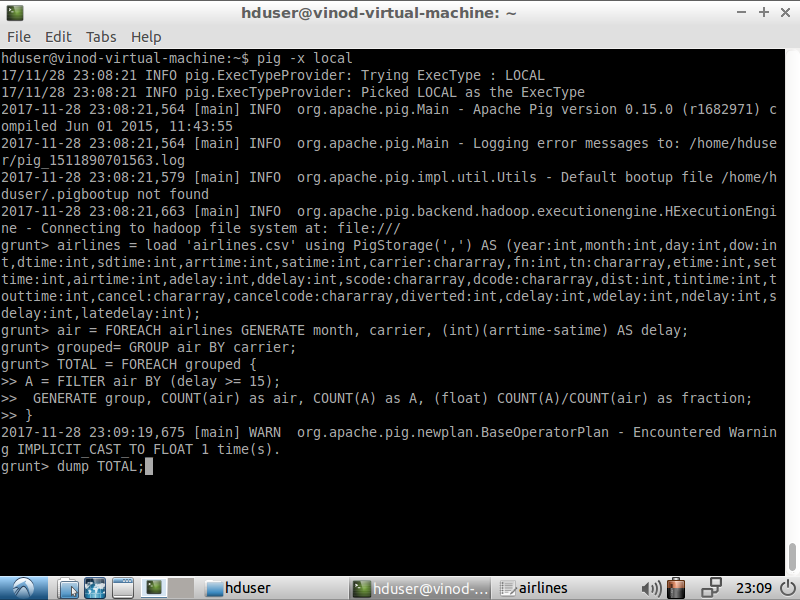 hduser@vinod-virtual-machine: ~
File Edit Tabs Help
hduser@vinod-virtual-machine:~$ pig -x local
17/11/28 23:08:21 INFO pig.ExecTypeProvider: Trying ExecType : LOCAL
17/11/28 23:08:21 INFO pig.ExecTypeProvider: Picked LOCAL as the ExecType
2017-11-28 23:08:21,564 [main] INFO  org.apache.pig.Main - Apache Pig version 0.15.0 (r1682971) c
ompiled Jun 01 2015, 11:43:55
2017-11-28 23:08:21,564 [main] INFO  org.apache.pig.Main - Logging error messages to: /home/hduse
r/pig_1511890701563.log
2017-11-28 23:08:21,579 [main] INFO  org.apache.pig.impl.util.Utils - Default bootup file /home/h
duser/.pigbootup not found
2017-11-28 23:08:21,663 [main] INFO  org.apache.pig.backend.hadoop.executionengine.HExecutionEngi
ne - Connecting to hadoop file system at: file:///
grunt> airlines = load 'airlines.csv' using PigStorage(',') AS (year:int,month:int,day:int,dow:in
t,dtime:int,sdtime:int,arrtime:int,satime:int,carrier:chararray,fn:int,tn:chararray,etime:int,set
time:int,airtime:int,adelay:int,ddelay:int,scode:chararray,dcode:chararray,dist:int,tintime:int,t
outtime:int,cancel:chararray,cancelcode:chararray,diverted:int,cdelay:int,wdelay:int,ndelay:int,s
delay:int,latedelay:int);
grunt> air = FOREACH airlines GENERATE month, carrier, (int)(arrtime-satime) AS delay;
grunt> grouped= GROUP air BY carrier;
grunt> TOTAL = FOREACH grouped {
>> A = FILTER air BY (delay >= 15);
>>  GENERATE group, COUNT(air) as air, COUNT(A) as A, (float) COUNT(A)/COUNT(air) as fraction;
>> }
2017-11-28 23:09:19,675 [main] WARN  org.apache.pig.newplan.BaseOperatorPlan - Encountered Warnin
g IMPLICIT_CAST_TO_FLOAT 1 time(s).
grunt> dump TOTAL;
hduser hduser@vinod-... airlines 23:09